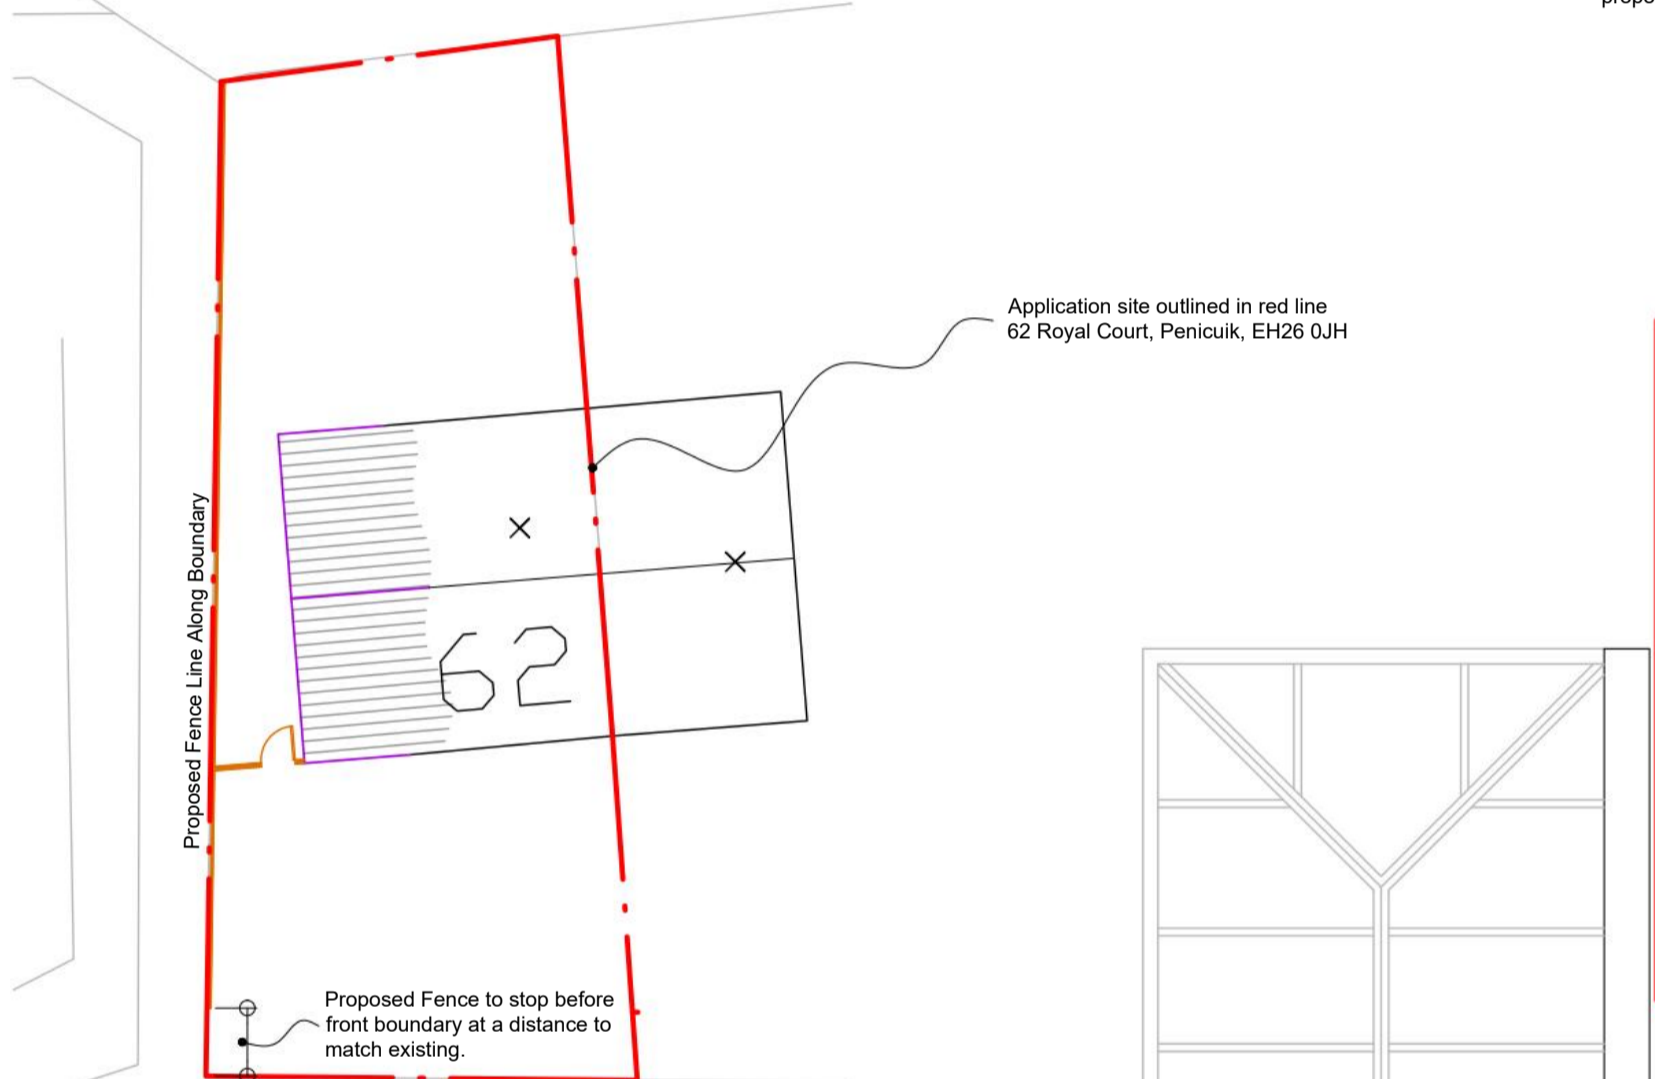 propo
Application site outlined in red line
62 Royal Court, Penicuik, EH26 0JH
Proposed Fence Line Along Boundary
62
Proposed Fence to stop before
front boundary at a distance to
match existing.